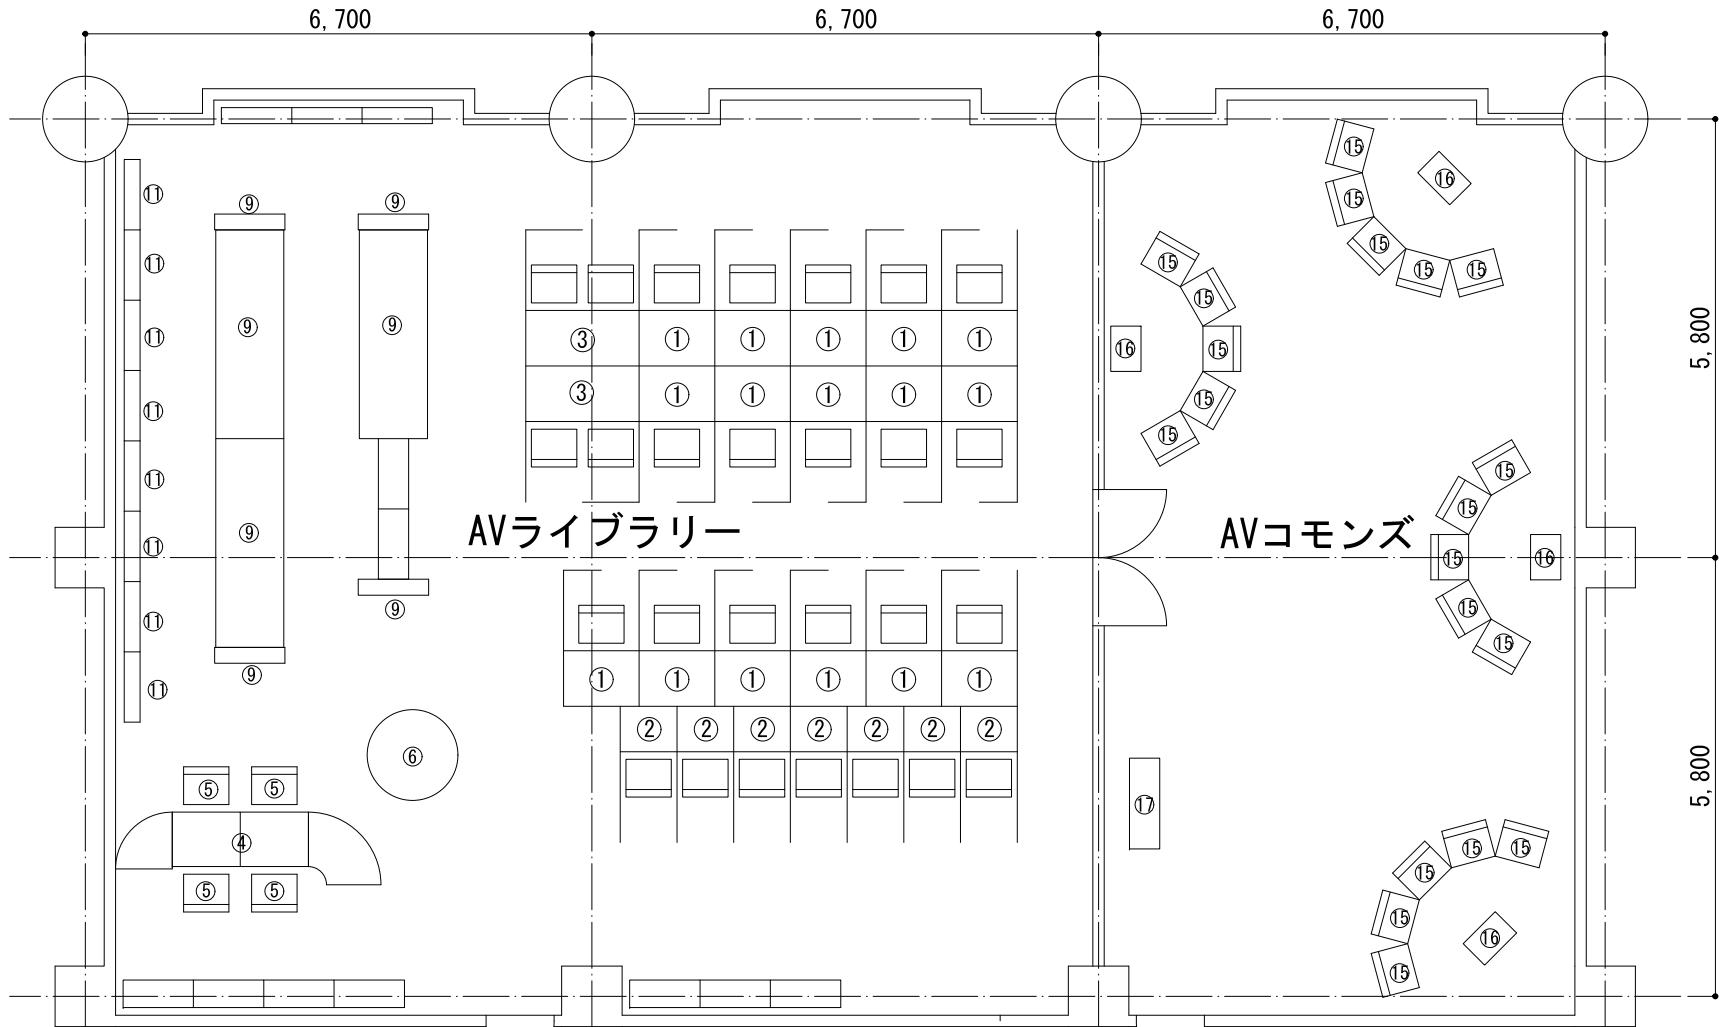 6,700 6,700 6,700
⑮
⑯
⑪ ⑮
⑨ ⑨
⑮
⑪ ⑮ ⑮ ⑮
⑮
5,800
⑨ ⑨ ⑪ ③ ① ① ① ① ① ⑯ ⑮
③ ① ① ① ① ① ⑮
⑪ ⑮
⑮
⑪ ⑮
AVライブラリー AVコモンズ
⑨ ⑪ ⑮ ⑯
⑨ ⑮
⑪ ⑮
⑨ ⑪ ① ① ① ① ① ①
② ② ② ② ② ② ②
⑥
5,800
⑤ ⑤
⑰
④ ⑮ ⑮
⑮
⑤ ⑤
⑮
⑯
⑮